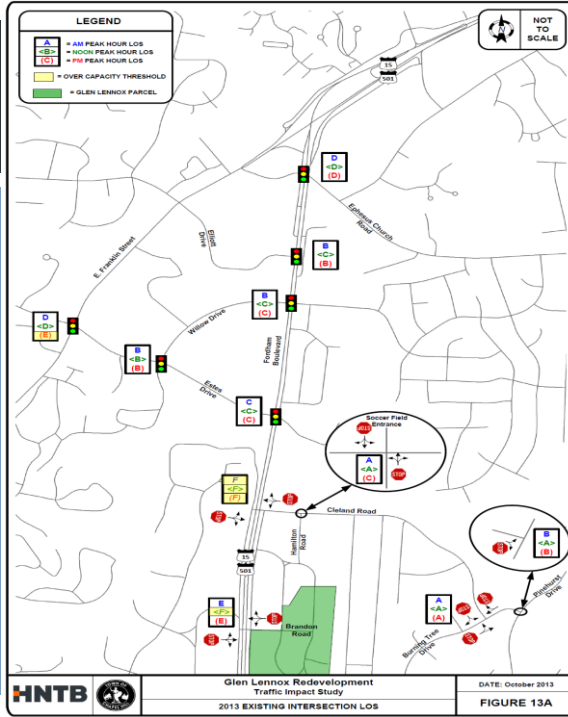 LEGEND
A = AM PEAK HOUR LOS
<B> = NOON PEAK HOUR LOS
(C) = PM PEAK HOUR LOS
= OVER CAPACITY THRESHOLD
= GLEN LENNOX PARCEL
NOT
TO
SCALE
15
501
D
<D>
(D)
Ephesus Church
Road
Elliott
Drive
B
<C>
(B)
E. Franklin Street
B
<C>
(C)
Willow Drive
D
<D>
(E)
B
<B>
(B)
Fordham
Boulevard
Estes
Drive
C
<C>
(C)
Soccer Field
Entrance
STOP
A
<A>
(C)
STOP
F
<F>
(F)
STOP
STOP
Cleland Road
Hamilton
Road
15
501
B
<A>
(B)
STOP
Pinehurst
Drive
E
<F>
(E)
STOP
STOP
Brandon
Road
A
<A>
(A)
STOP
STOP
STOP
STOP
Burning Tree
Drive
HNTB
Glen Lennox Redevelopment
Traffic Impact Study
2013 EXISTING INTERSECTION LOS
DATE: October 2013
FIGURE 13A